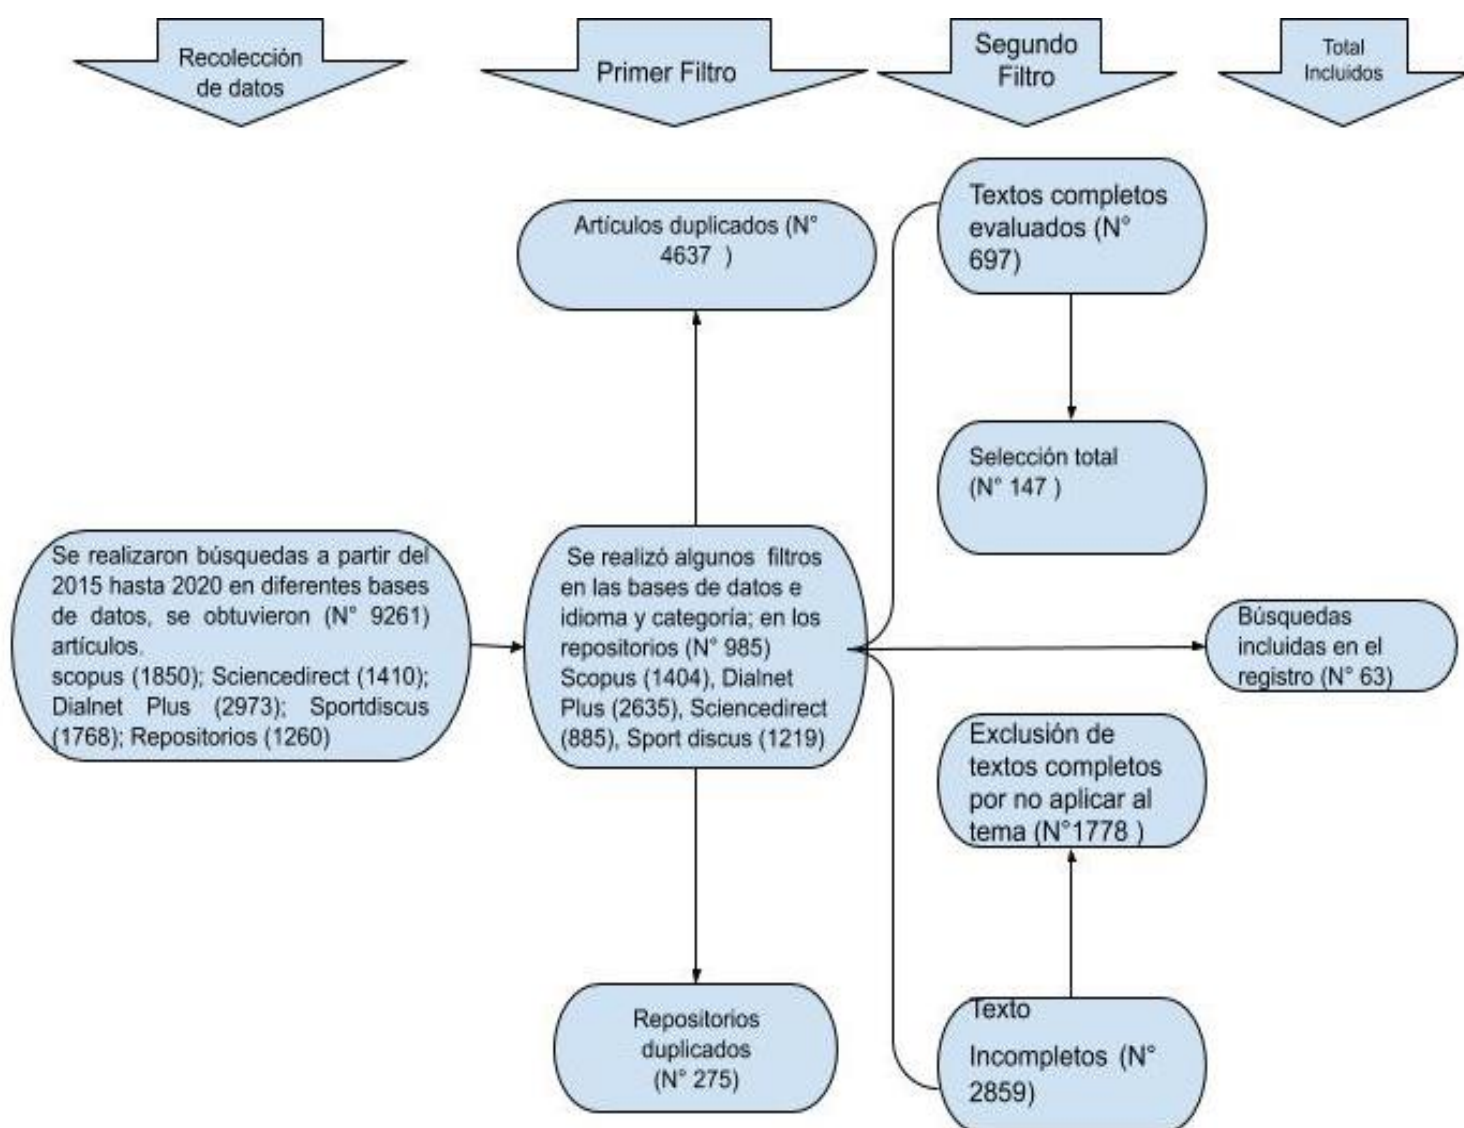 Recolección
de datos
Primer Filtro
Segundo
Filtro
Total
Incluidos
Se realizaron búsquedas a partir del
2015 hasta 2020 en diferentes bases
de datos, se obtuvieron (N° 9261)
artículos.
scopus (1850); Sciencedirect (1410);
Dialnet Plus (2973); Sportdiscus
(1768); Repositorios (1260)
Artículos duplicados (N°
4637 )
Se realizó algunos filtros
en las bases de datos e
idioma y categoría; en los
repositorios (N° 985)
Scopus (1404), Dialnet
Plus (2635), Sciencedirect
(885), Sport discus (1219)
Repositorios
duplicados
(N° 275)
Textos completos
evaluados (N°
697)
Selección total
(N° 147 )
Exclusión de
textos completos
por no aplicar al
tema (N°1778 )
Texto
Incompletos (N°
2859)
Búsquedas
incluidas en el
registro (N° 63)